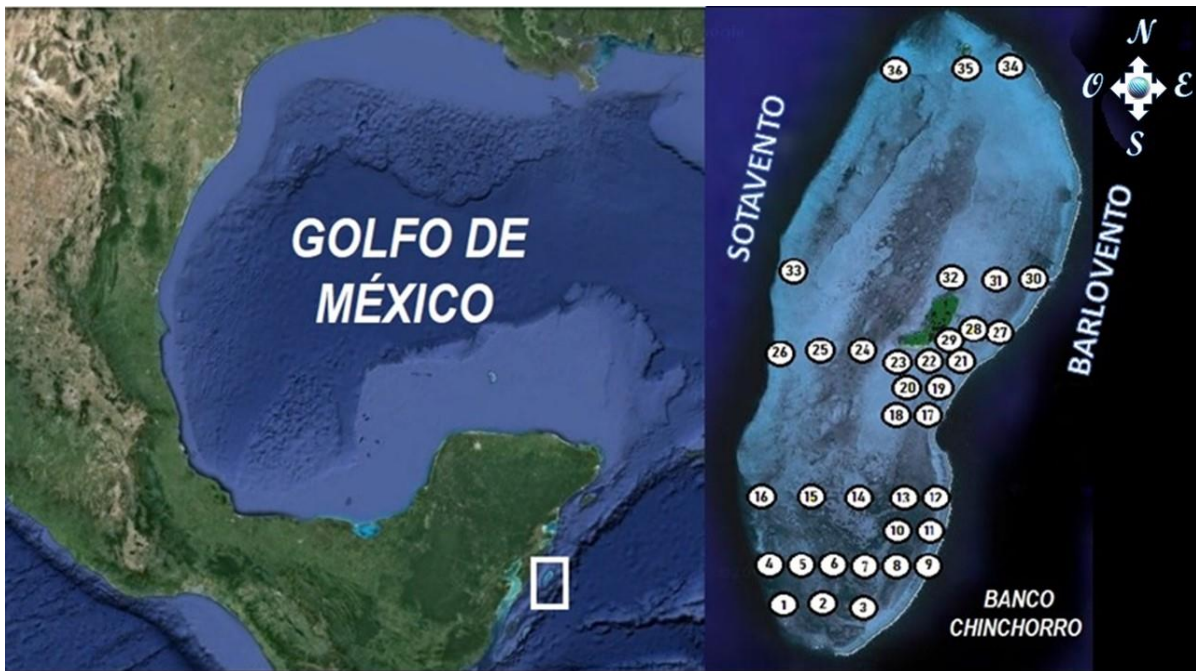 GOLFO DE
MÉXICO
SOTAVENTO
BARLOVENTO
N
O E
S
36 35 34
33 32 31 30
29 28 27
26 25 24 23 22 21
20 19
18 17
16 15 14 13 12
10 11
4 5 6 7 8 9
1 2 3
BANCO
CHINCHORRO